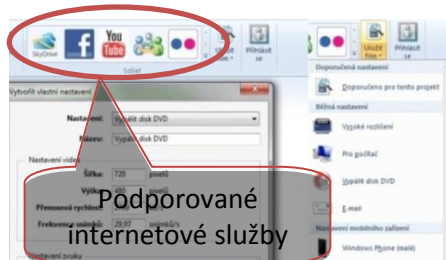 SkyDrive
You
Tube
Uložit
film
Přihlásit
se
Sdílet
Uložit
film
Přihlásit
se
Doporučená nastavení
Doporučeno pro tento projekt
Běžná nastavení
Vysoké rozlišení
Pro počítač
Vypálit disk DVD
E-mail
Nastavení mobilního zařízení
Windows Phone (malé)
Vytvořit vlastní nastavení
Nastavení: Vypálit disk DVD
Název: Vypálit disk DVD
Nastavení videa
Šířka: 720 pixelů
Výška: 480 pixelů
Přenosová rychlost:
Frekvence snímků: 29,97 snímků/s
Nastavení zvuku
Podporované
internetové služby